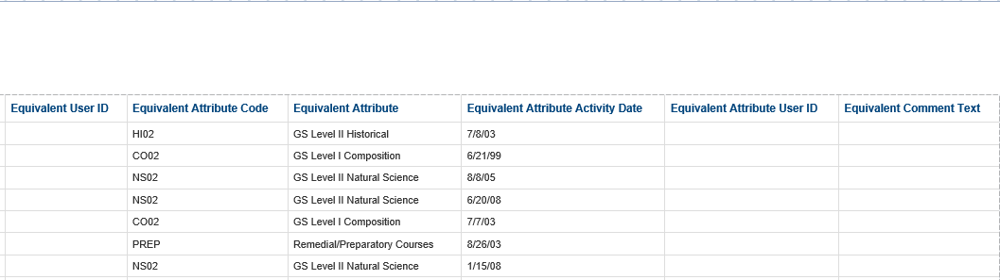 Equivalent User ID Equivalent Attribute Code Equivalent Attribute Equivalent Attribute Activity Date Equivalent Attribute User ID Equivalent Comment Text
HI02 GS Level II Historical 7/8/03
CO02 GS Level I Composition 6/21/99
NS02 GS Level II Natural Science 8/8/05
NS02 GS Level II Natural Science 6/20/08
CO02 GS Level I Composition 7/7/03
PREP Remedial/Preparatory Courses 8/26/03
NS02 GS Level II Natural Science 1/15/08